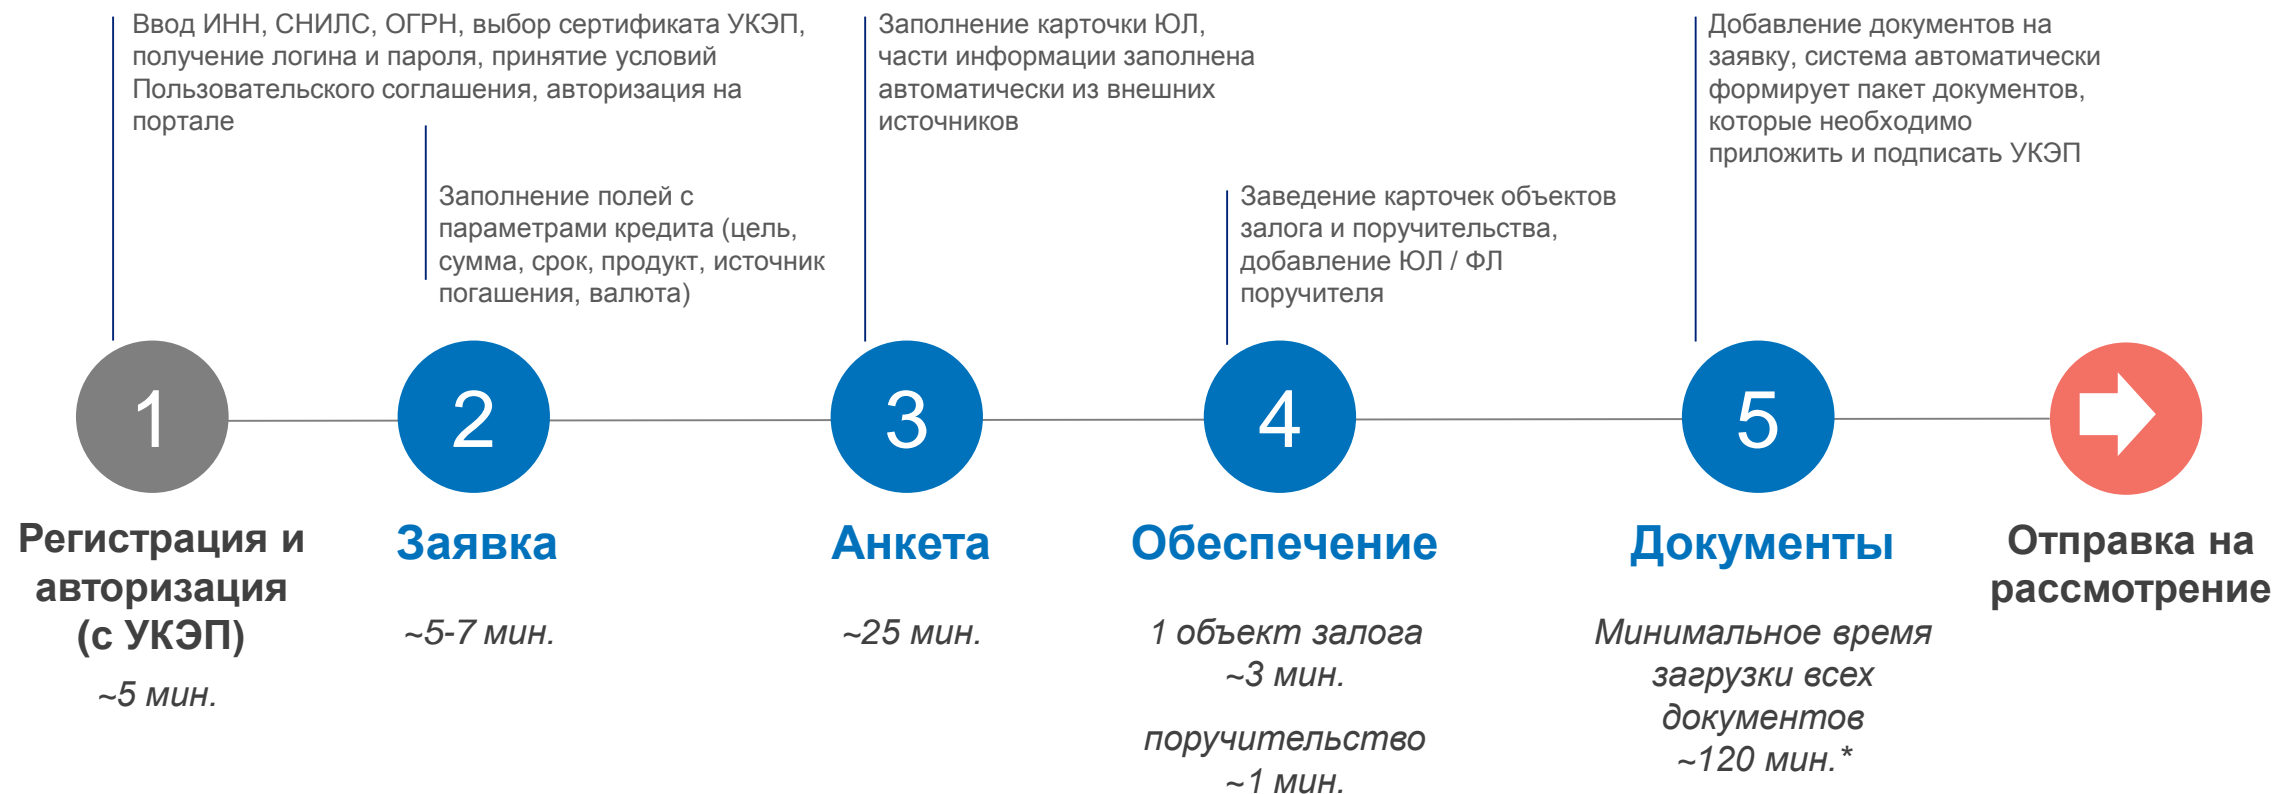 Ввод ИНН, СНИЛС, ОГРН, выбор сертификата УКЭП,
получение логина и пароля, принятие условий
Пользовательского соглашения, авторизация на
портале
Заполнение полей с
параметрами кредита (цель,
сумма, срок, продукт, источник
погашения, валюта)
Заполнение карточки ЮЛ,
части информации заполнена
автоматически из внешних
источников
Заведение карточек объектов
залога и поручительства,
добавление ЮЛ / ФЛ
поручителя
Добавление документов на
заявку, система автоматически
формирует пакет документов,
которые необходимо
приложить и подписать УКЭП
1
2
3
4
5
Регистрация и
авторизация
(с УКЭП)
~5 мин.
Заявка
~5-7 мин.
Анкета
~25 мин.
Обеспечение
1 объект залога
~3 мин.
поручительство
~1 мин.
Документы
Минимальное время
загрузки всех
документов
~120 мин.*
Отправка на
рассмотрение